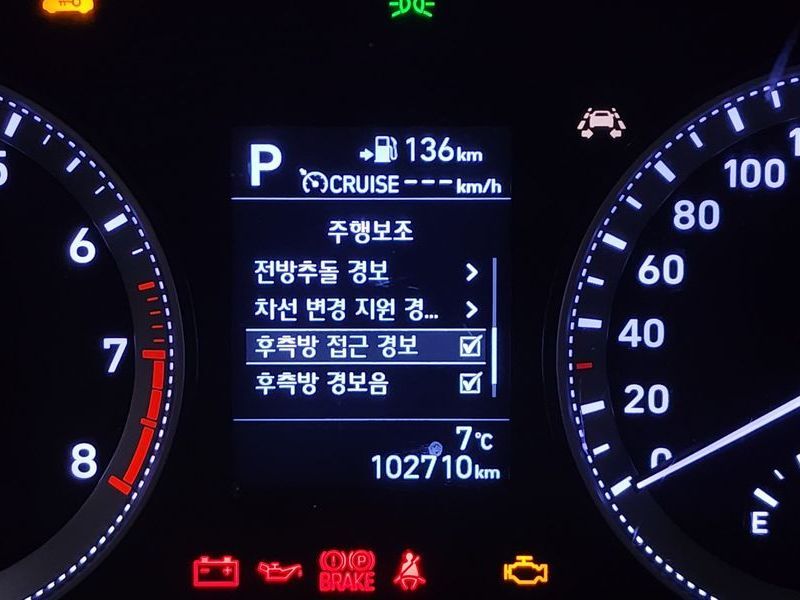 P
136km
CRUISE---km/h
주행보조
전방추돌 경보
차선 변경 지원 경...
후측방 접근 경보
후측방 경보음
7℃
102710km
6
7
8
100
80
60
40
20
0
E
P
BRAKE